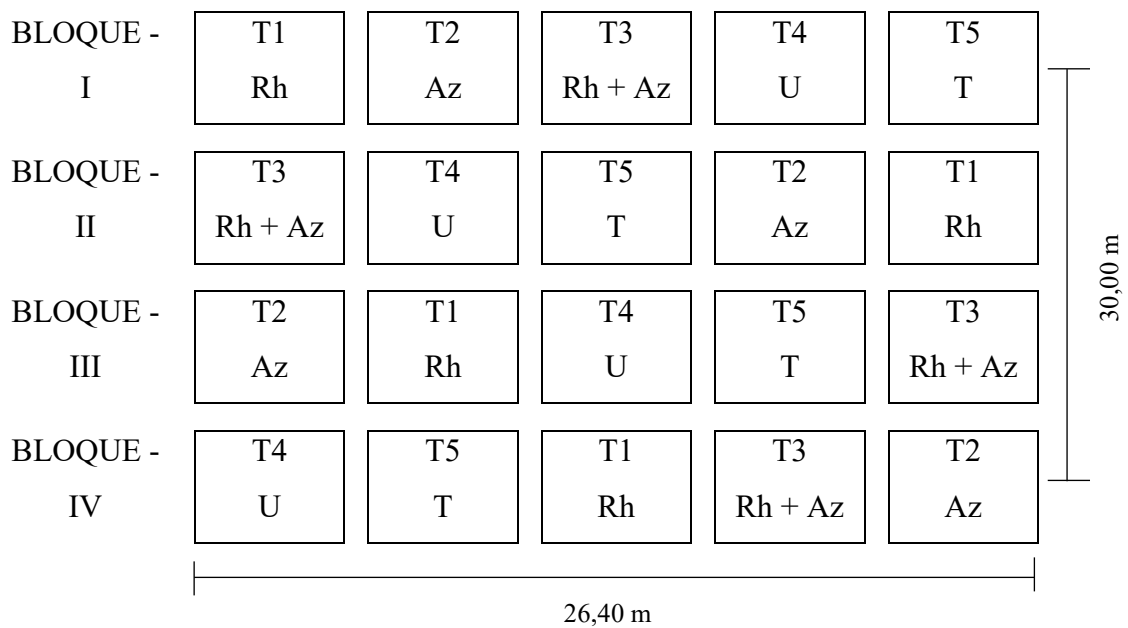 BLOQUE - T1 T2 T3 T4 T5
I Rh Az Rh + Az U T
BLOQUE - T3 T4 T5 T2 T1
II Rh + Az U T Az Rh
BLOQUE - T2 T1 T4 T5 T3
III Az Rh U T Rh + Az
BLOQUE - T4 T5 T1 T3 T2
IV U T Rh Rh + Az Az
30,00 m
26,40 m